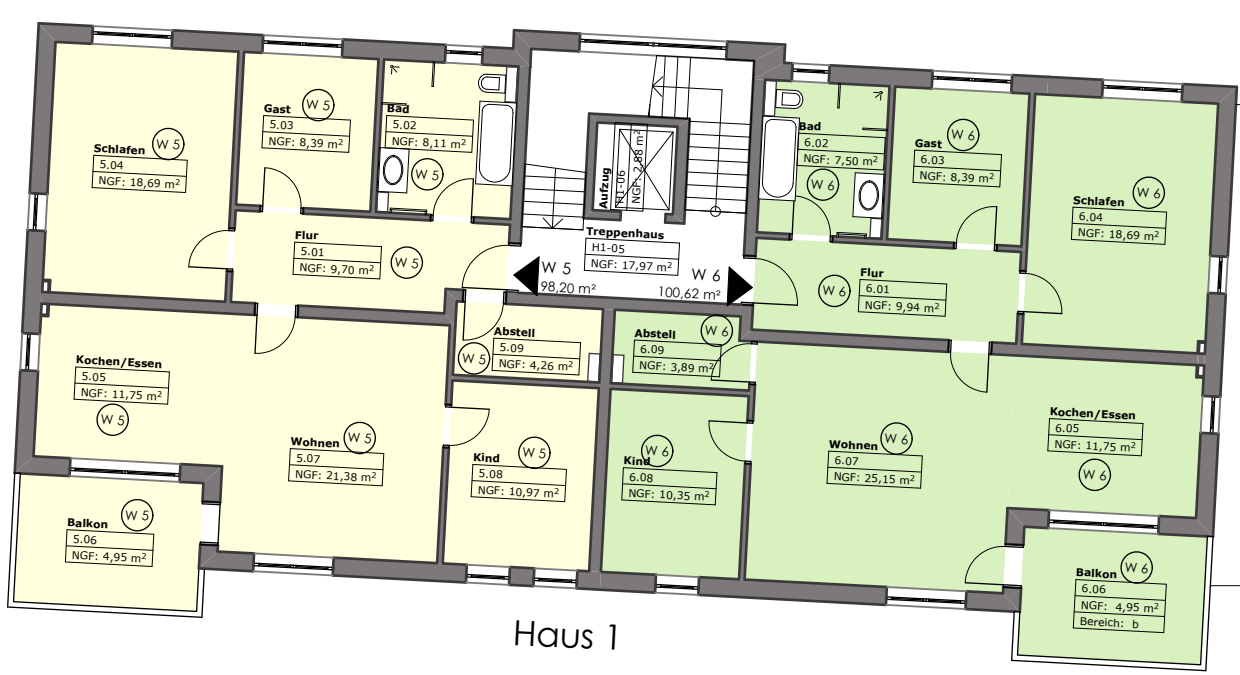 Schlafen
5.04
NGF: 18,69 m²
W 5
Gast
5.03
NGF: 8,39 m²
W 5
Bad
5.02
NGF: 8,11 m²
W 5
Flur
5.01
NGF: 9,70 m²
W 5
Aufzug
H1-06
NGF: 2,88 m²
Treppenhaus
H1-05
NGF: 17,97 m²
W 5
98,20 m²
W 6
100,62 m²
Bad
6.02
NGF: 7,50 m²
W 6
Gast
6.03
NGF: 8,39 m²
W 6
Schlafen
6.04
NGF: 18,69 m²
W 6
Flur
6.01
NGF: 9,94 m²
W 6
Kochen/Essen
5.05
NGF: 11,75 m²
W 5
Wohnen
5.07
NGF: 21,38 m²
W 5
Abstell
5.09
NGF: 4,26 m²
W 5
Kind
5.08
NGF: 10,97 m²
W 5
Balkon
5.06
NGF: 4,95 m²
W 5
Abstell
6.09
NGF: 3,89 m²
W 6
Kind
6.08
NGF: 10,35 m²
W 6
Wohnen
6.07
NGF: 25,15 m²
W 6
Kochen/Essen
6.05
NGF: 11,75 m²
W 6
Balkon
6.06
NGF: 4,95 m²
Bereich: b
W 6
Haus 1